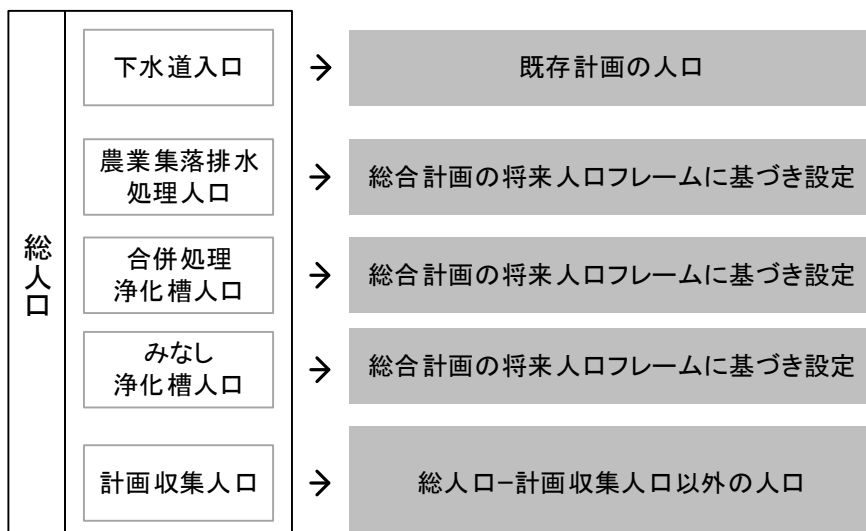 総人口
下水道人口
→
既存計画の人口
農業集落排水
処理人口
→
総合計画の将来人口フレームに基づき設定
合併処理
浄化槽人口
→
総合計画の将来人口フレームに基づき設定
みなし
浄化槽人口
→
総合計画の将来人口フレームに基づき設定
計画収集人口
→
総人口−計画収集人口以外の人口